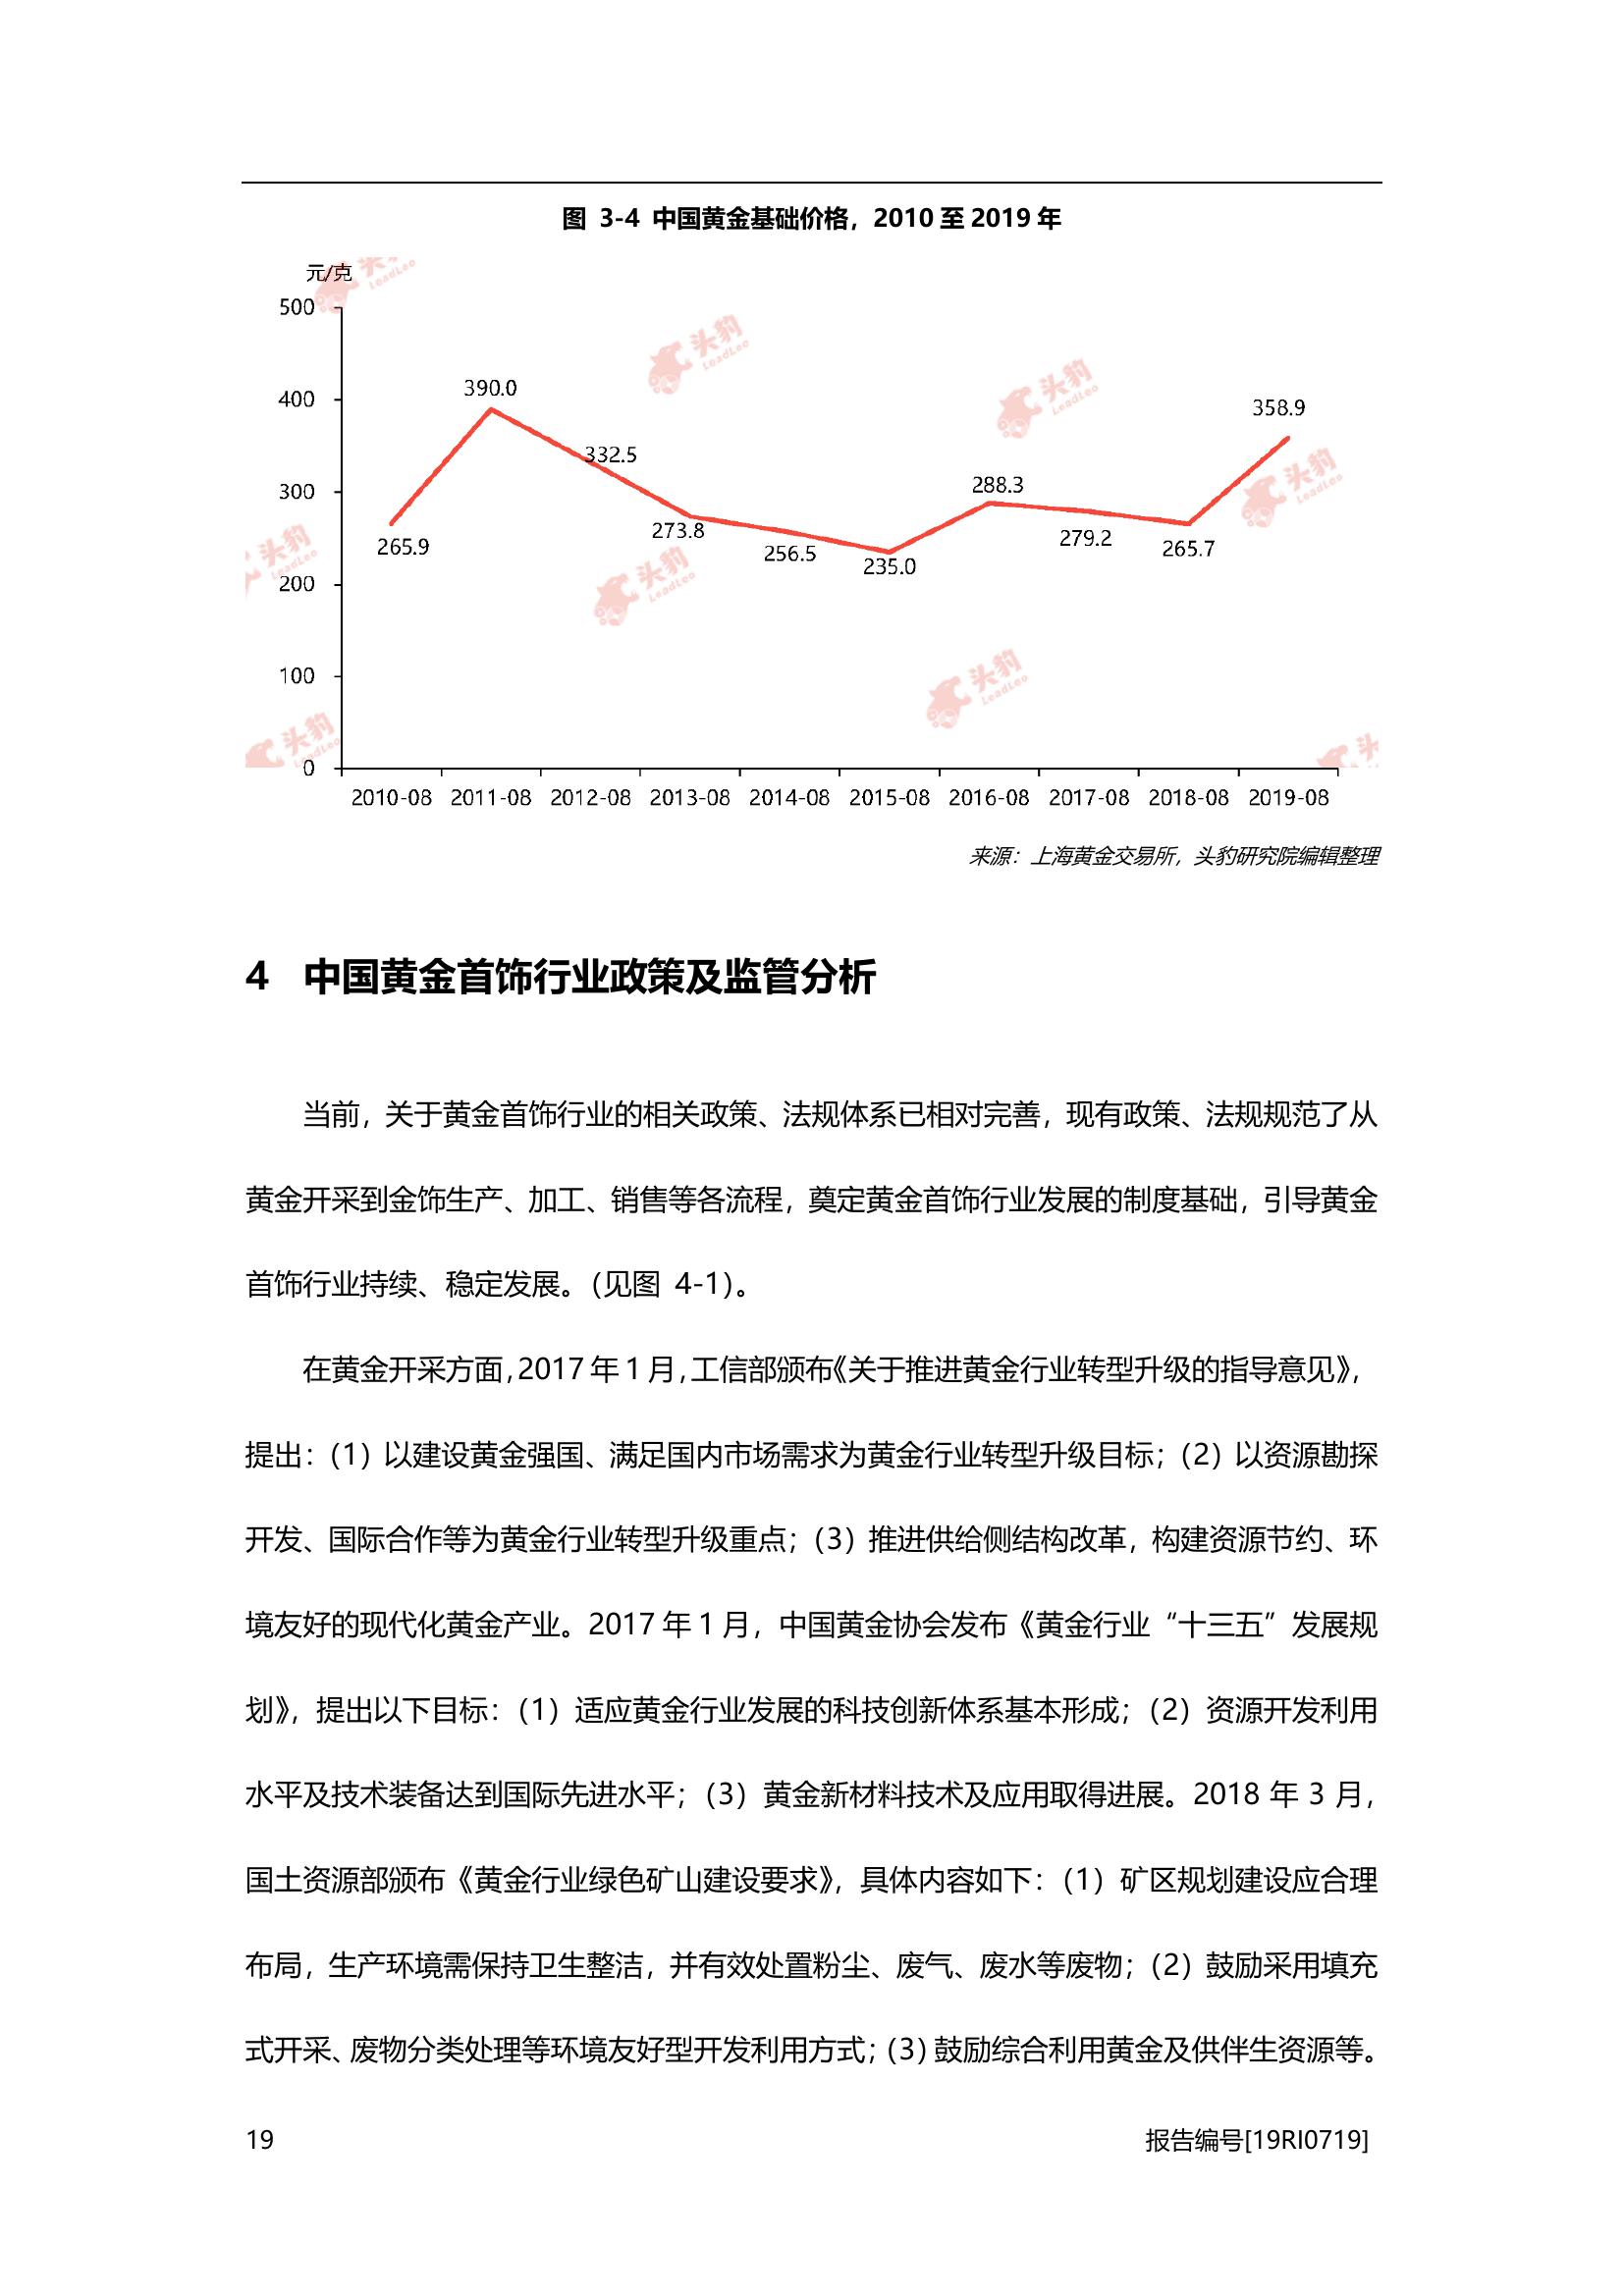 图 3-4 中国黄金基础价格，2010 至 2019 年
元/克
500
400
300
200
100
0
265.9
390.0
332.5
273.8
256.5
235.0
288.3
279.2
265.7
358.9
2010-08 2011-08 2012-08 2013-08 2014-08 2015-08 2016-08 2017-08 2018-08 2019-08
头豹 LeadLeo
头豹 LeadLeo
头豹 LeadLeo
头豹 LeadLeo
头豹 LeadLeo
头豹 LeadLeo
头豹 LeadLeo
头豹 LeadLeo
来源：上海黄金交易所，头豹研究院编辑整理
4 中国黄金首饰行业政策及监管分析
当前，关于黄金首饰行业的相关政策、法规体系已相对完善，现有政策、法规规范了从
黄金开采到金饰生产、加工、销售等各流程，奠定黄金首饰行业发展的制度基础，引导黄金
首饰行业持续、稳定发展。（见图 4-1）。
在黄金开采方面，2017 年 1 月，工信部颁布《关于推进黄金行业转型升级的指导意见》，
提出：（1）以建设黄金强国、满足国内市场需求为黄金行业转型升级目标；（2）以资源勘探
开发、国际合作等为黄金行业转型升级重点；（3）推进供给侧结构改革，构建资源节约、环
境友好的现代化黄金产业。2017 年 1 月，中国黄金协会发布《黄金行业“十三五”发展规
划》，提出以下目标：（1）适应黄金行业发展的科技创新体系基本形成；（2）资源开发利用
水平及技术装备达到国际先进水平；（3）黄金新材料技术及应用取得进展。2018 年 3 月，
国土资源部颁布《黄金行业绿色矿山建设要求》，具体内容如下：（1）矿区规划建设应合理
布局，生产环境需保持卫生整洁，并有效处置粉尘、废气、废水等废物；（2）鼓励采用填充
式开采、废物分类处理等环境友好型开发利用方式；（3）鼓励综合利用黄金及供伴生资源等。
19
报告编号[19RI0719]